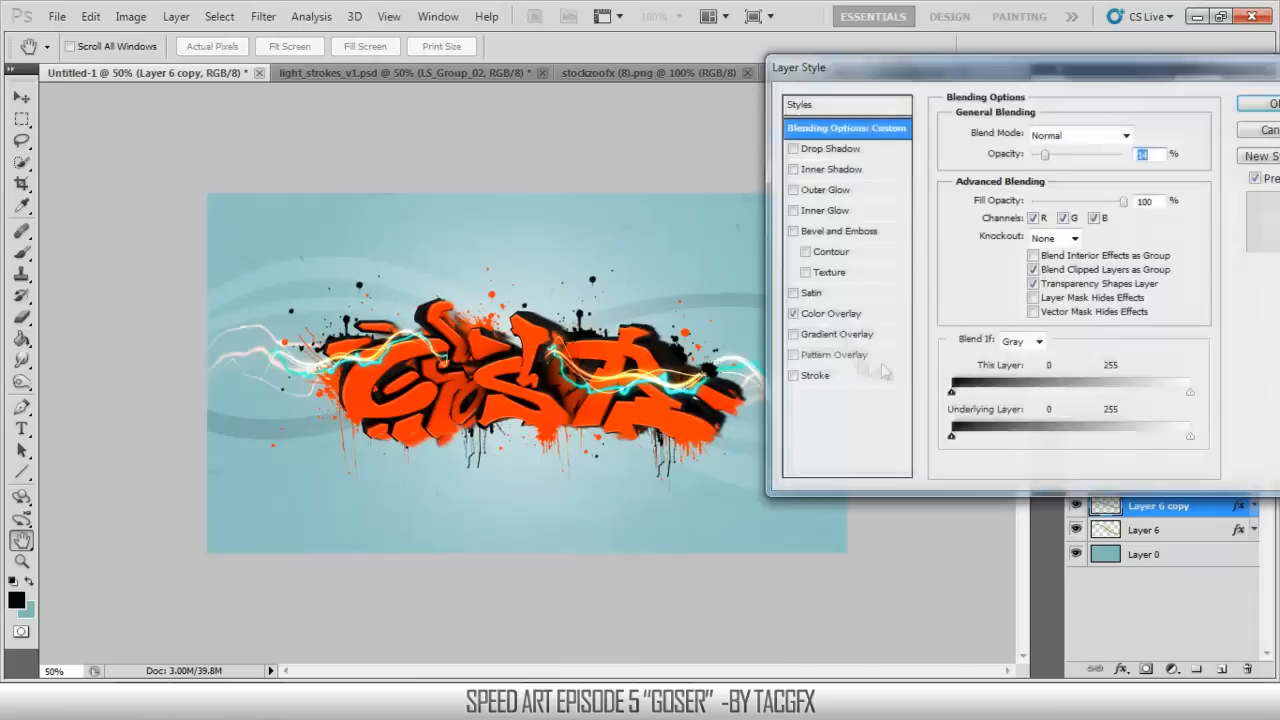 Ps File Edit Image Layer Select Filter Analysis 3D View Window Help 100% ESSENTIALS DESIGN PAINTING CS Live
Scroll All Windows Actual Pixels Fit Screen Fill Screen Print Size
Untitled-1 @ 50% (Layer 6 copy, RGB/8) * light_strokes_v1.psd @ 50% (LS_Group_02, RGB/8) * stockzoofx (8).png @ 100% (RGB/8)
Layer Style
Styles
Blending Options: Custom
Drop Shadow
Inner Shadow
Outer Glow
Inner Glow
Bevel and Emboss
Contour
Texture
Satin
Color Overlay
Gradient Overlay
Pattern Overlay
Stroke
Blending Options
General Blending
Blend Mode: Normal
Opacity: 14 %
Advanced Blending
Fill Opacity: 100 %
Channels: R G B
Knockout: None
Blend Interior Effects as Group
Blend Clipped Layers as Group
Transparency Shapes Layer
Layer Mask Hides Effects
Vector Mask Hides Effects
Blend If: Gray
This Layer: 0 255
Underlying Layer: 0 255
Can
New S
Pre
Layer 6 copy fx
Layer 6 fx
Layer 0
50% Doc: 3.00M/39.8M
SPEED ART EPISODE 5 "GOSER" -BY TACGFX